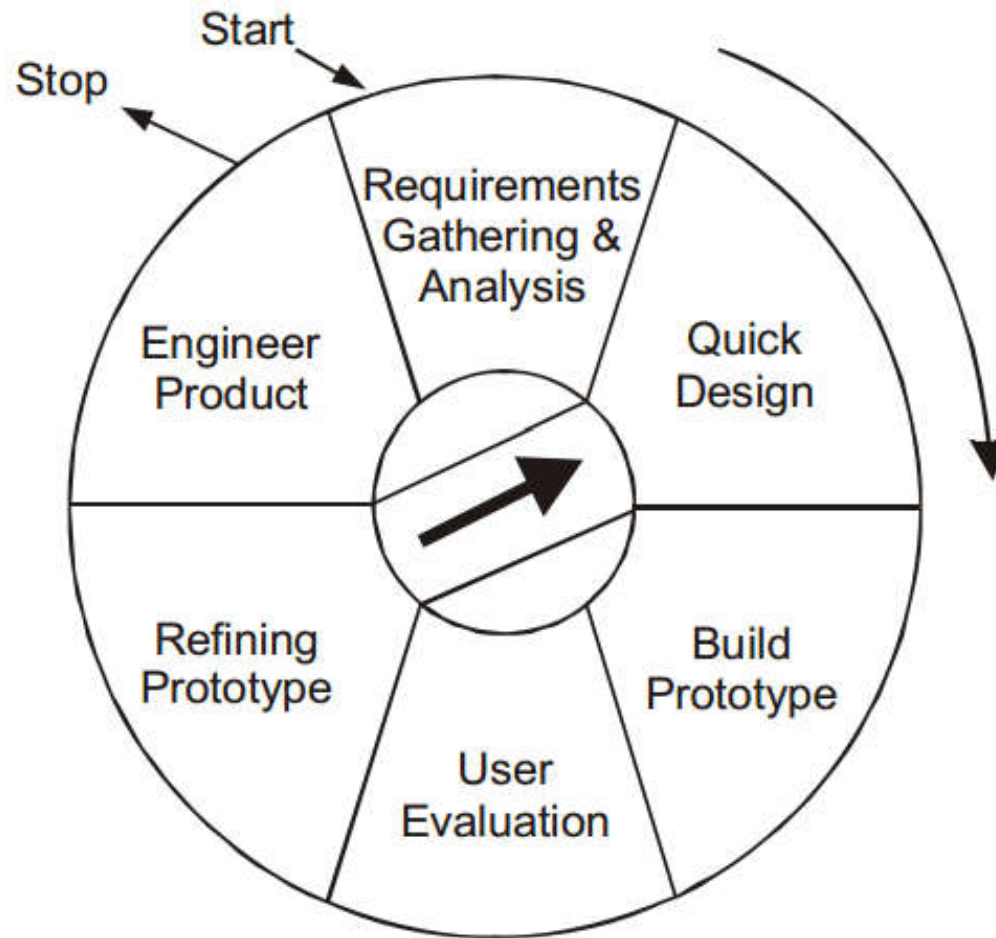 Start
Stop
Requirements
Gathering &
Analysis
Quick
Design
Build
Prototype
User
Evaluation
Refining
Prototype
Engineer
Product